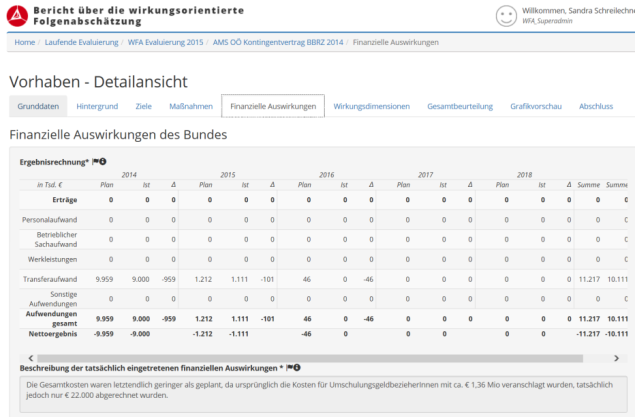 Bericht über die wirkungsorientierte
Folgenabschätzung
Willkommen, Sandra Schreilechne
WFA_Superadmin
Home / Laufende Evaluierung / WFA Evaluierung 2015 / AMS OÖ Kontingentvertrag BBRZ 2014 / Finanzielle Auswirkungen
Vorhaben - Detailansicht
Grunddaten Hintergrund Ziele Maßnahmen Finanzielle Auswirkungen Wirkungsdimensionen Gesamtbeurteilung Grafikvorschau Abschluss
Finanzielle Auswirkungen des Bundes
Ergebnisrechnung*
2014 2015 2016 2017 2018
in Tsd. € Plan Ist Δ Plan Ist Δ Plan Ist Δ Plan Ist Δ Plan Ist Δ Summe Summe
Erträge 0 0 0 0 0 0 0 0 0 0 0 0 0 0 0 0 0
Personalaufwand 0 0 0 0 0 0 0 0 0 0 0 0 0 0 0 0 0
Betrieblicher
Sachaufwand 0 0 0 0 0 0 0 0 0 0 0 0 0 0 0 0 0
Werkleistungen 0 0 0 0 0 0 0 0 0 0 0 0 0 0 0 0 0
Transferaufwand 9.959 9.000 -959 1.212 1.111 -101 46 0 -46 0 0 0 0 0 0 11.217 10.111
Sonstige
Aufwendungen 0 0 0 0 0 0 0 0 0 0 0 0 0 0 0 0 0
Aufwendungen
gesamt 9.959 9.000 -959 1.212 1.111 -101 46 0 -46 0 0 0 0 0 0 11.217 10.111
Nettoergebnis -9.959 -9.000 -1.212 -1.111 -46 0 0 0 0 0 -11.217 -10.111
Beschreibung der tatsächlich eingetretenen finanziellen Auswirkungen *
Die Gesamtkosten waren letztendlich geringer als geplant, da ursprünglich die Kosten für UmschulungsgeldbezieherInnen mit ca. € 1,36 Mio veranschlagt wurden, tatsächlich
jedoch nur € 22.000 abgerechnet wurden.